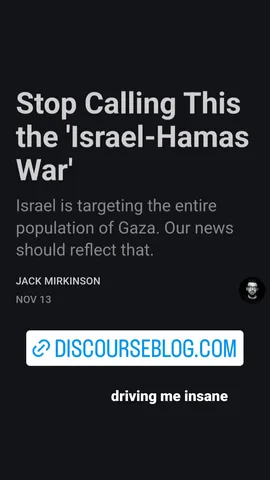 Stop Calling This
the 'Israel-Hamas
War'
Israel is targeting the entire
population of Gaza. Our news
should reflect that.
JACK MIRKINSON
NOV 13
DISCOURSEBLOG.COM
driving me insane